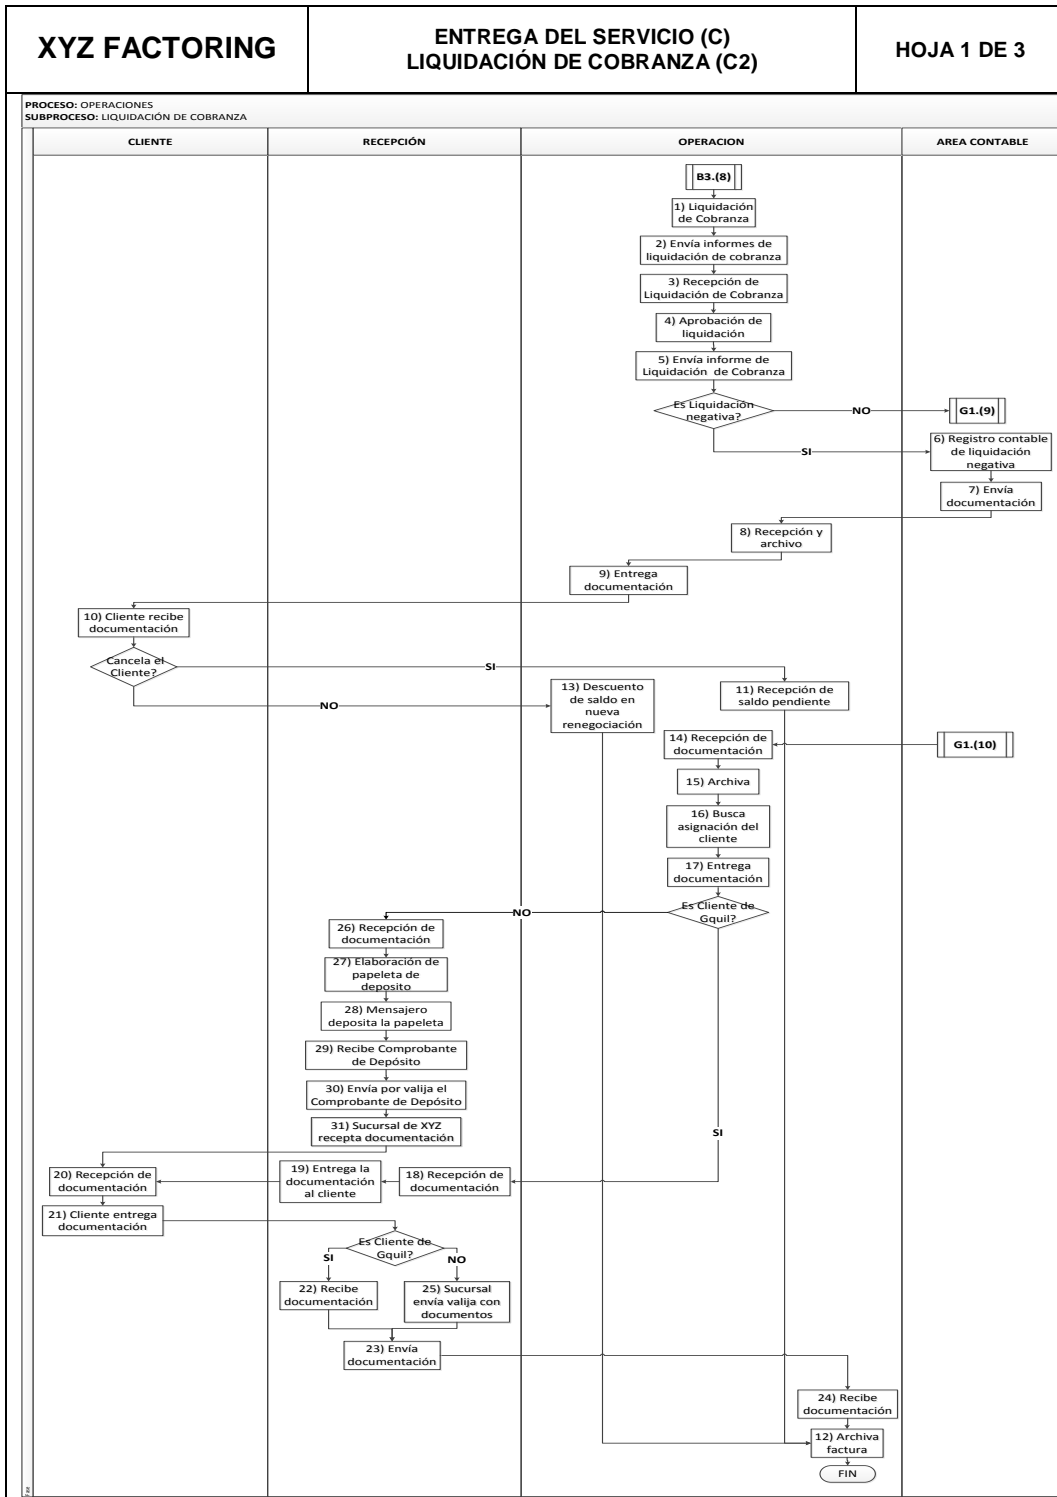 XYZ FACTORING
ENTREGA DEL SERVICIO (C)
LIQUIDACIÓN DE COBRANZA (C2)
HOJA 1 DE 3
PROCESO: OPERACIONES
SUBPROCESO: LIQUIDACIÓN DE COBRANZA
CLIENTE
RECEPCIÓN
OPERACION
AREA CONTABLE
B3.(8)
1) Liquidación
de Cobranza
2) Envía informes de
liquidación de cobranza
3) Recepción de
Liquidación de Cobranza
4) Aprobación de
liquidación
5) Envía informe de
Liquidación de Cobranza
Es Liquidación
negativa?
NO
G1.(9)
SI
6) Registro contable
de liquidación
negativa
7) Envía
documentación
8) Recepción y
archivo
9) Entrega
documentación
10) Cliente recibe
documentación
Cancela el
Cliente?
SI
NO
13) Descuento
de saldo en
nueva
renegociación
11) Recepción de
saldo pendiente
14) Recepción de
documentación
G1.(10)
15) Archiva
16) Busca
asignación del
cliente
17) Entrega
documentación
Es Cliente de
Gquil?
NO
26) Recepción de
documentación
27) Elaboración de
papeleta de
deposito
28) Mensajero
deposita la papeleta
29) Recibe Comprobante
de Depósito
30) Envía por valija el
Comprobante de Depósito
31) Sucursal de XYZ
recepta documentación
SI
20) Recepción de
documentación
19) Entrega la
documentación
al cliente
18) Recepción de
documentación
21) Cliente entrega
documentación
Es Cliente de
Gquil?
SI
NO
22) Recibe
documentación
25) Sucursal
envía valija con
documentos
23) Envía
documentación
24) Recibe
documentación
12) Archiva
factura
FIN